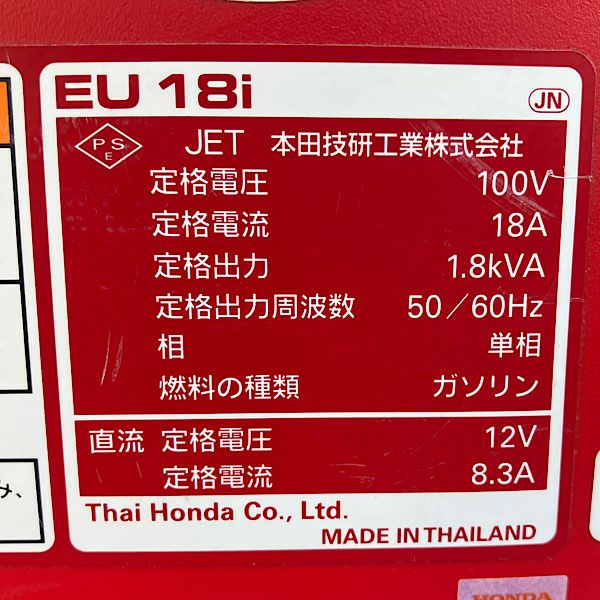 EU 18i
JN
PSE JET 本田技研工業株式会社
定格電圧 100V
定格電流 18A
定格出力 1.8kVA
定格出力周波数 50／60Hz
相 単相
燃料の種類 ガソリン
直流 定格電圧 12V
定格電流 8.3A
Thai Honda Co., Ltd.
MADE IN THAILAND
み、
HONDA